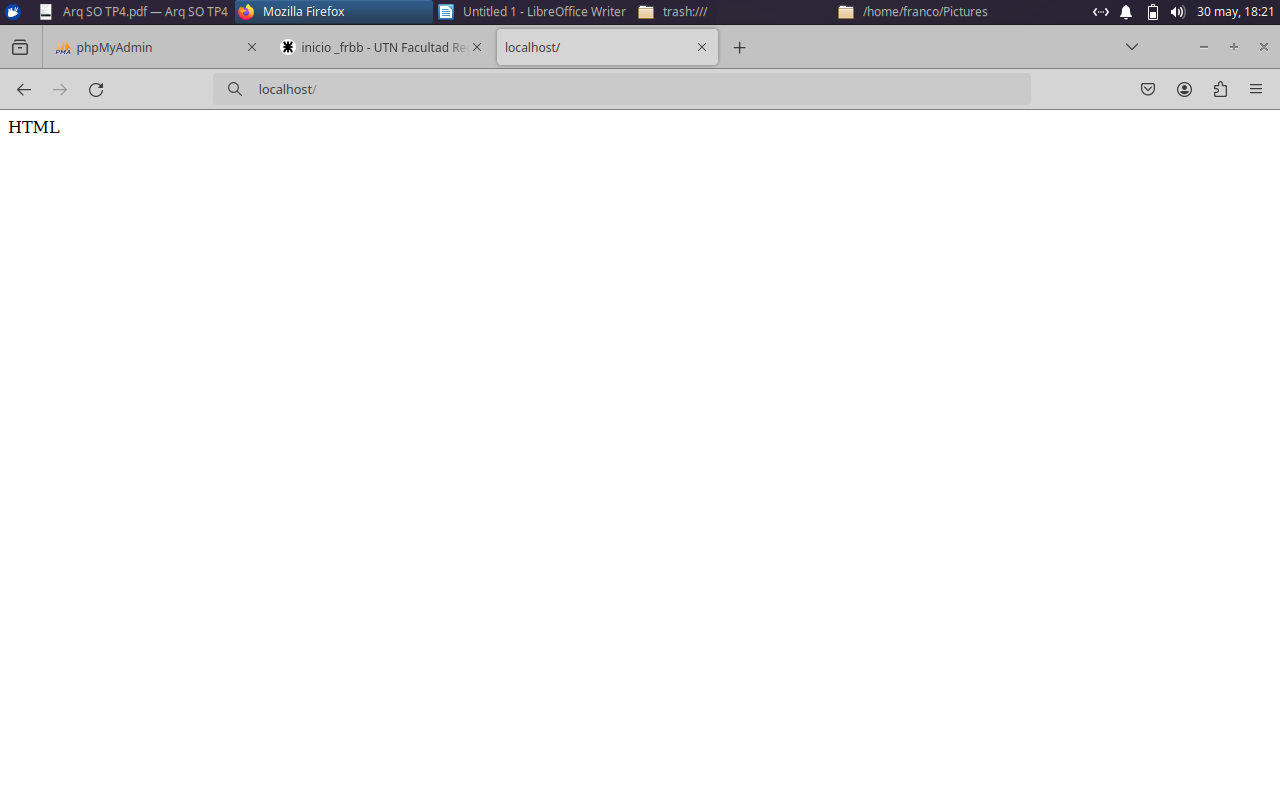 Arq SO TP4.pdf — Arq SO TP4 Mozilla Firefox Untitled 1 - LibreOffice Writer trash:/// /home/franco/Pictures 30 may, 18:21
PMA phpMyAdmin inicio _frbb - UTN Facultad Re localhost/
localhost/
HTML